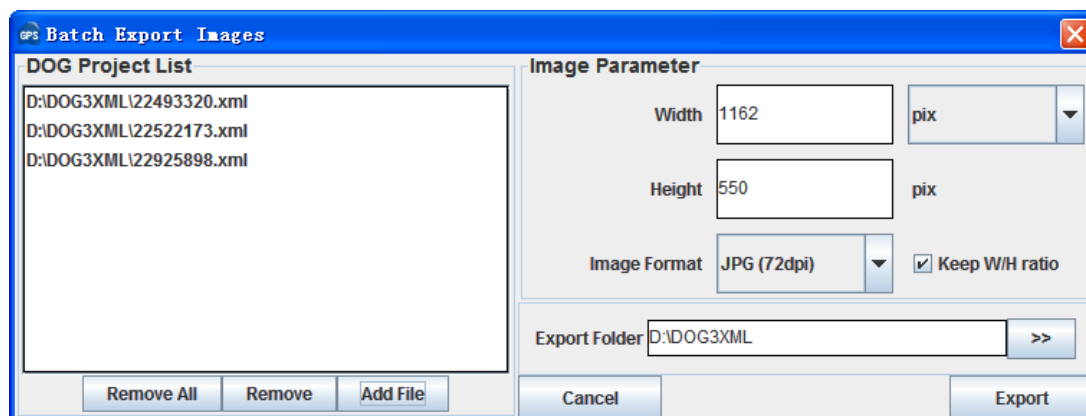 GPS Batch Export Images
DOG Project List
D:\DOG3XML\22493320.xml
D:\DOG3XML\22522173.xml
D:\DOG3XML\22925898.xml
Remove All Remove Add File
Image Parameter
Width 1162 pix
Height 550 pix
Image Format JPG (72dpi) Keep W/H ratio
Export Folder D:\DOG3XML >>
Cancel Export